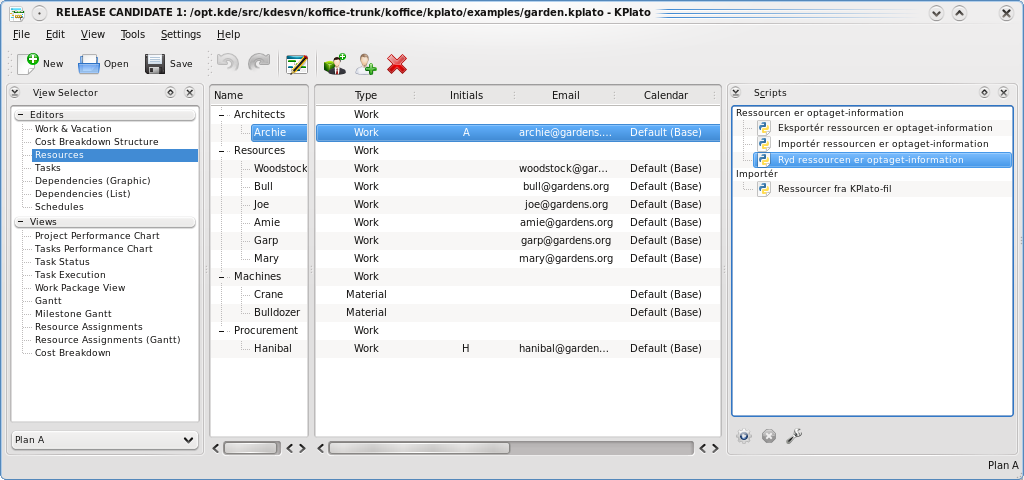 RELEASE CANDIDATE 1: /opt.kde/src/kdesvn/koffice-trunk/koffice/kplato/examples/garden.kplato - KPlato
File Edit View Tools Settings Help
New Open Save
View Selector
Editors
Work & Vacation
Cost Breakdown Structure
Resources
Tasks
Dependencies (Graphic)
Dependencies (List)
Schedules
Views
Project Performance Chart
Tasks Performance Chart
Task Status
Task Execution
Work Package View
Gantt
Milestone Gantt
Resource Assignments
Resource Assignments (Gantt)
Cost Breakdown
Plan A
Name Type Initials Email Calendar
Architects Work
Archie Work A archie@gardens.... Default (Base)
Resources Work
Woodstock Work woodstock@gar... Default (Base)
Bull Work bull@gardens.org Default (Base)
Joe Work joe@gardens.org Default (Base)
Amie Work amie@gardens.org Default (Base)
Garp Work garp@gardens.org Default (Base)
Mary Work mary@gardens.org Default (Base)
Machines Work
Crane Material Default (Base)
Bulldozer Material Default (Base)
Procurement Work
Hanibal Work H hanibal@garden... Default (Base)
Scripts
Ressourcen er optaget-information
Eksportér ressourcen er optaget-information
Importér ressourcen er optaget-information
Ryd ressourcen er optaget-information
Importér
Ressourcer fra KPlato-fil
Plan A